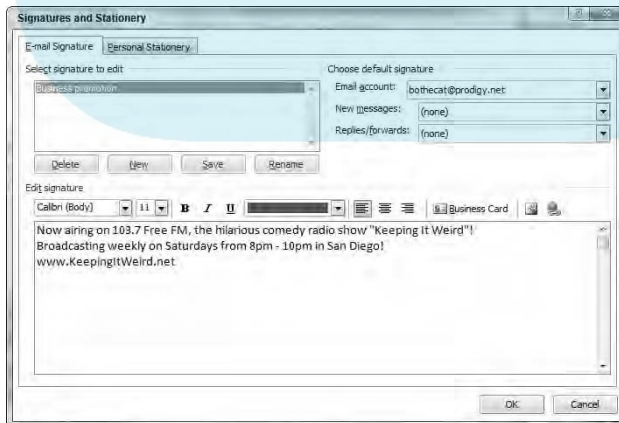 Signatures and Stationery
E-mail Signature Personal Stationery
Select signature to edit
Choose default signature
Business promotion
Email account: bothecat@prodigy.net
New messages: (none)
Replies/forwards: (none)
Delete New Save Rename
Edit signature
Calibri (Body) 11 B I U Business Card
Now airing on 103.7 Free FM, the hilarious comedy radio show "Keeping It Weird"!
Broadcasting weekly on Saturdays from 8pm - 10pm in San Diego!
www.KeepingItWeird.net
OK Cancel